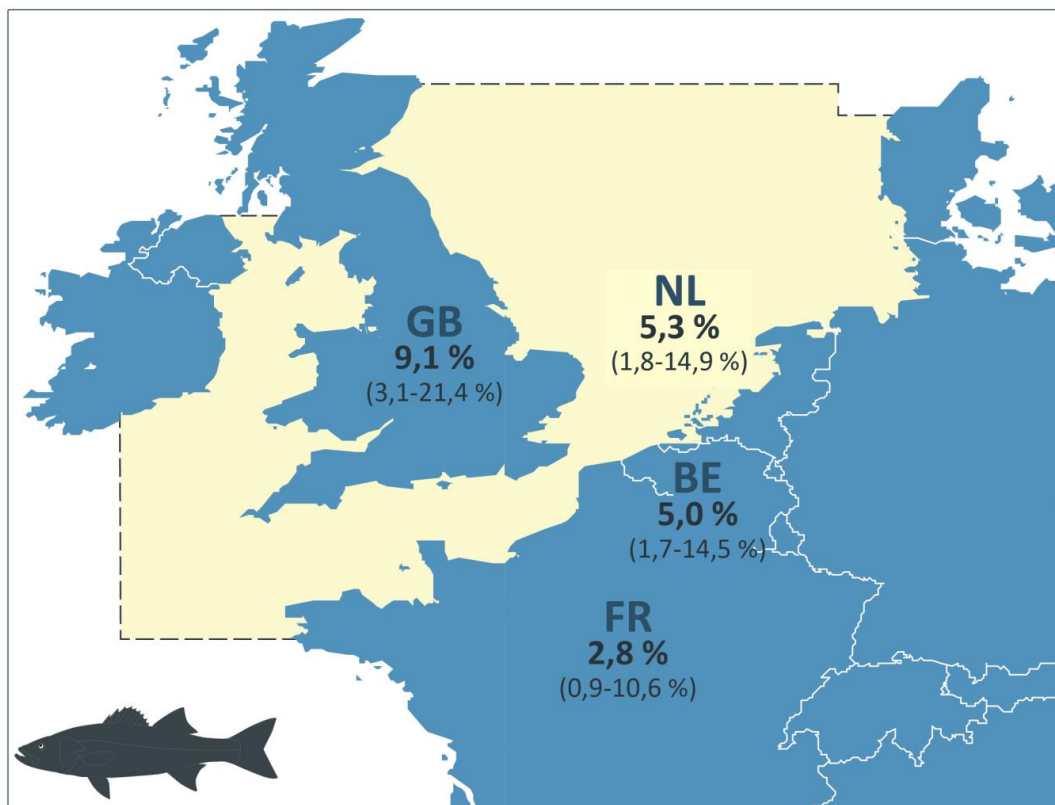 GB
9,1 %
(3,1-21,4 %)
NL
5,3 %
(1,8-14,9 %)
BE
5,0 %
(1,7-14,5 %)
FR
2,8 %
(0,9-10,6 %)